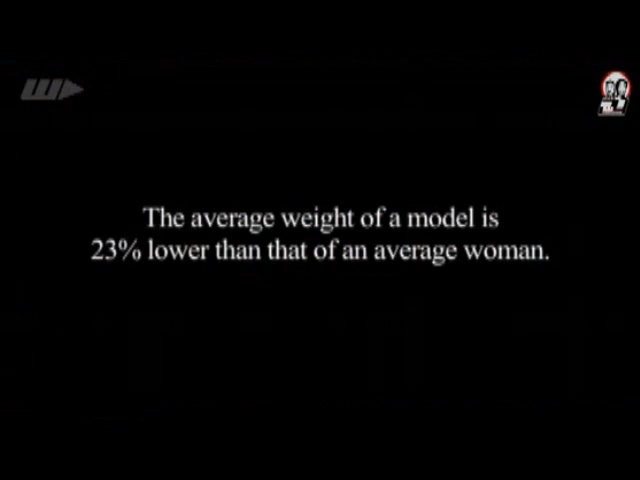 The average weight of a model is
23% lower than that of an average woman.